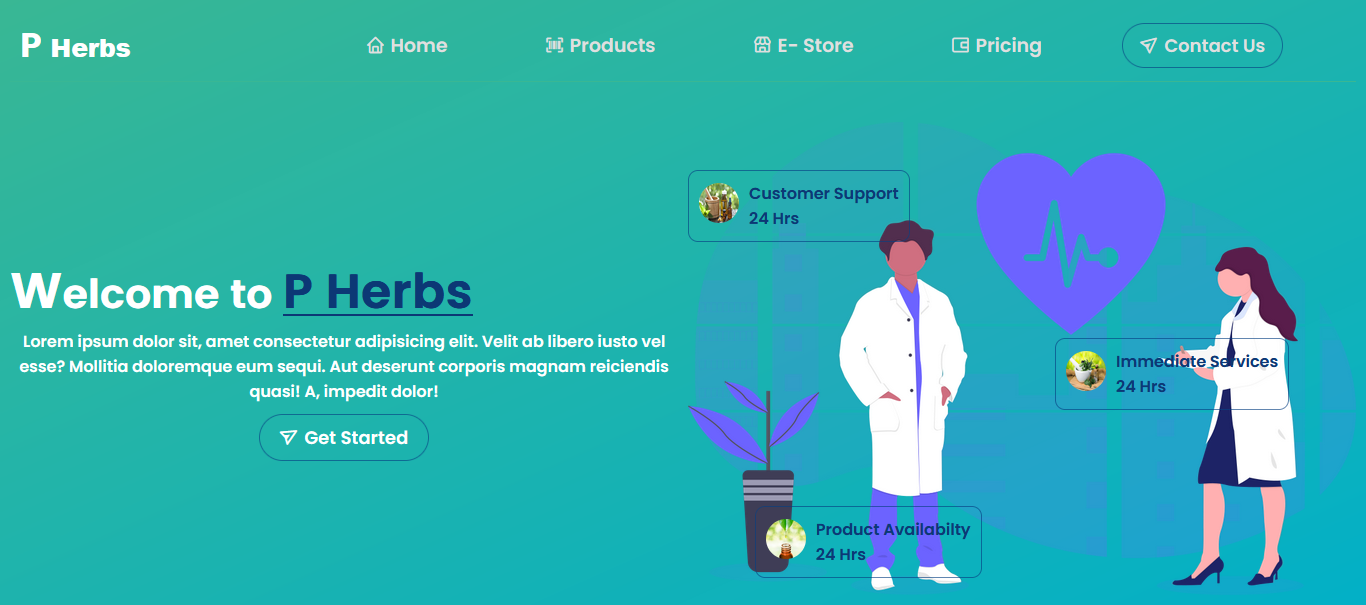 P Herbs
Home
Products
E- Store
Pricing
Contact Us
Customer Support
24 Hrs
Welcome to P Herbs
Lorem ipsum dolor sit, amet consectetur adipisicing elit. Velit ab libero iusto vel
esse? Mollitia doloremque eum sequi. Aut deserunt corporis magnam reiciendis
quasi! A, impedit dolor!
Get Started
Immediate Services
24 Hrs
Product Availabilty
24 Hrs